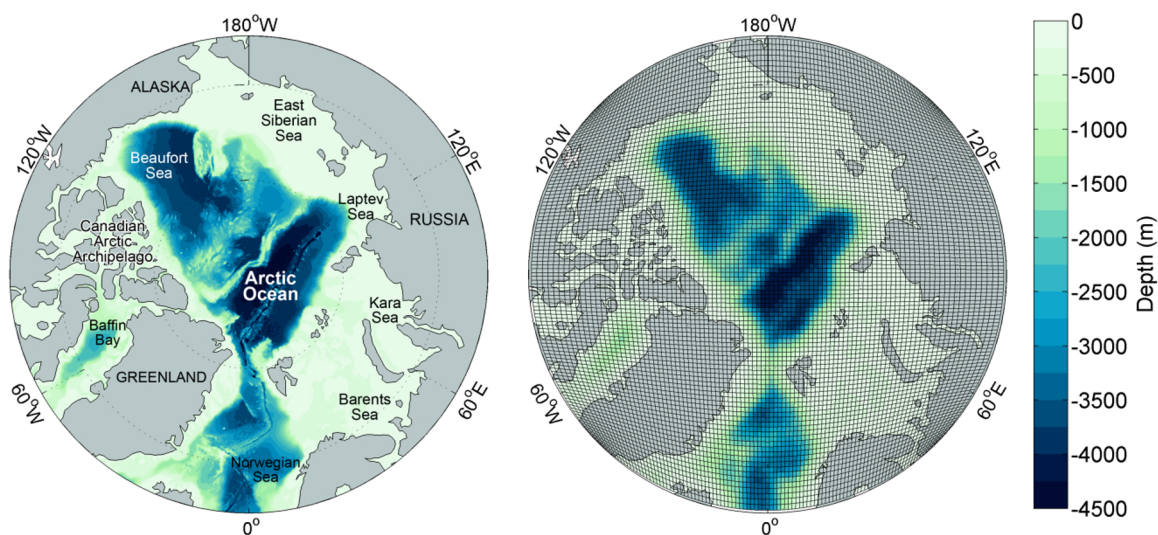 180°W
ALASKA
East
Siberian
Sea
120°W
120°E
Beaufort
Sea
Laptev
Sea
RUSSIA
Canadian
Arctic
Archipelago
Arctic
Ocean
Kara
Sea
Baffin
Bay
GREENLAND
60°W
60°E
Barents
Sea
Norwegian
Sea
0°
180°W
120°W
120°E
60°W
60°E
0°
0
-500
-1000
-1500
-2000
-2500
-3000
-3500
-4000
-4500
Depth (m)